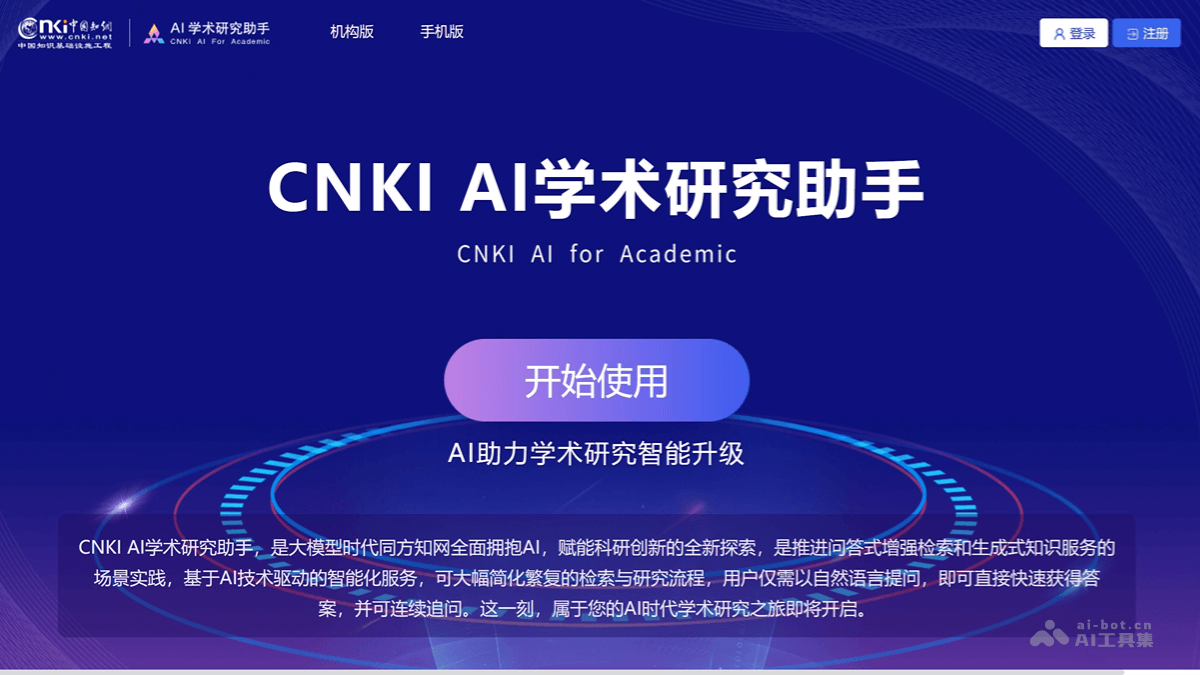 cnki中国知网
www.cnki.net
中国知识基础设施工程
AI 学术研究助手
CNKI AI For Academic
机构版
手机版
登录
注册
CNKI AI学术研究助手
CNKI AI for Academic
开始使用
AI助力学术研究智能升级
CNKI AI学术研究助手，是大模型时代同方知网全面拥抱AI，赋能科研创新的全新探索，是推进问答式增强检索和生成式知识服务的
场景实践，基于AI技术驱动的智能化服务，可大幅简化繁复的检索与研究流程，用户仅需以自然语言提问，即可直接快速获得答
案，并可连续追问。这一刻，属于您的AI时代学术研究之旅即将开启。
ai-bot.cn
AI工具集